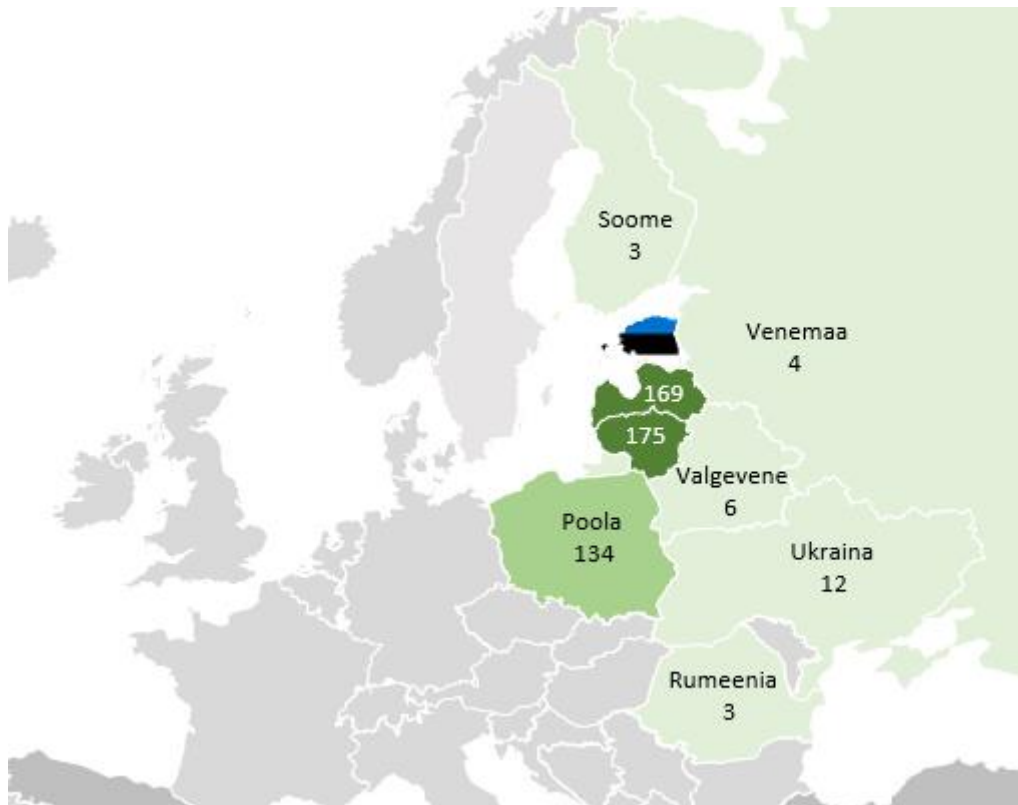 Soome
3
Venemaa
4
169
175
Valgevene
6
Poola
134
Ukraina
12
Rumeenia
3